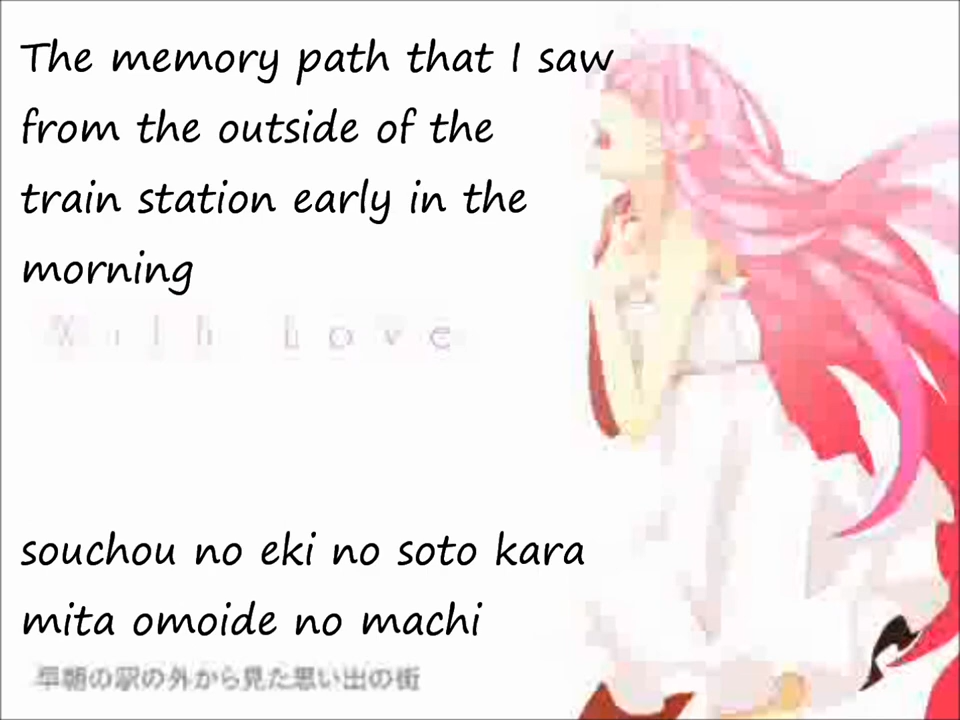 The memory path that I saw
from the outside of the
train station early in the
morning
With Love
souchou no eki no soto kara
mita omoide no machi
早朝の駅の外から見た思い出の街